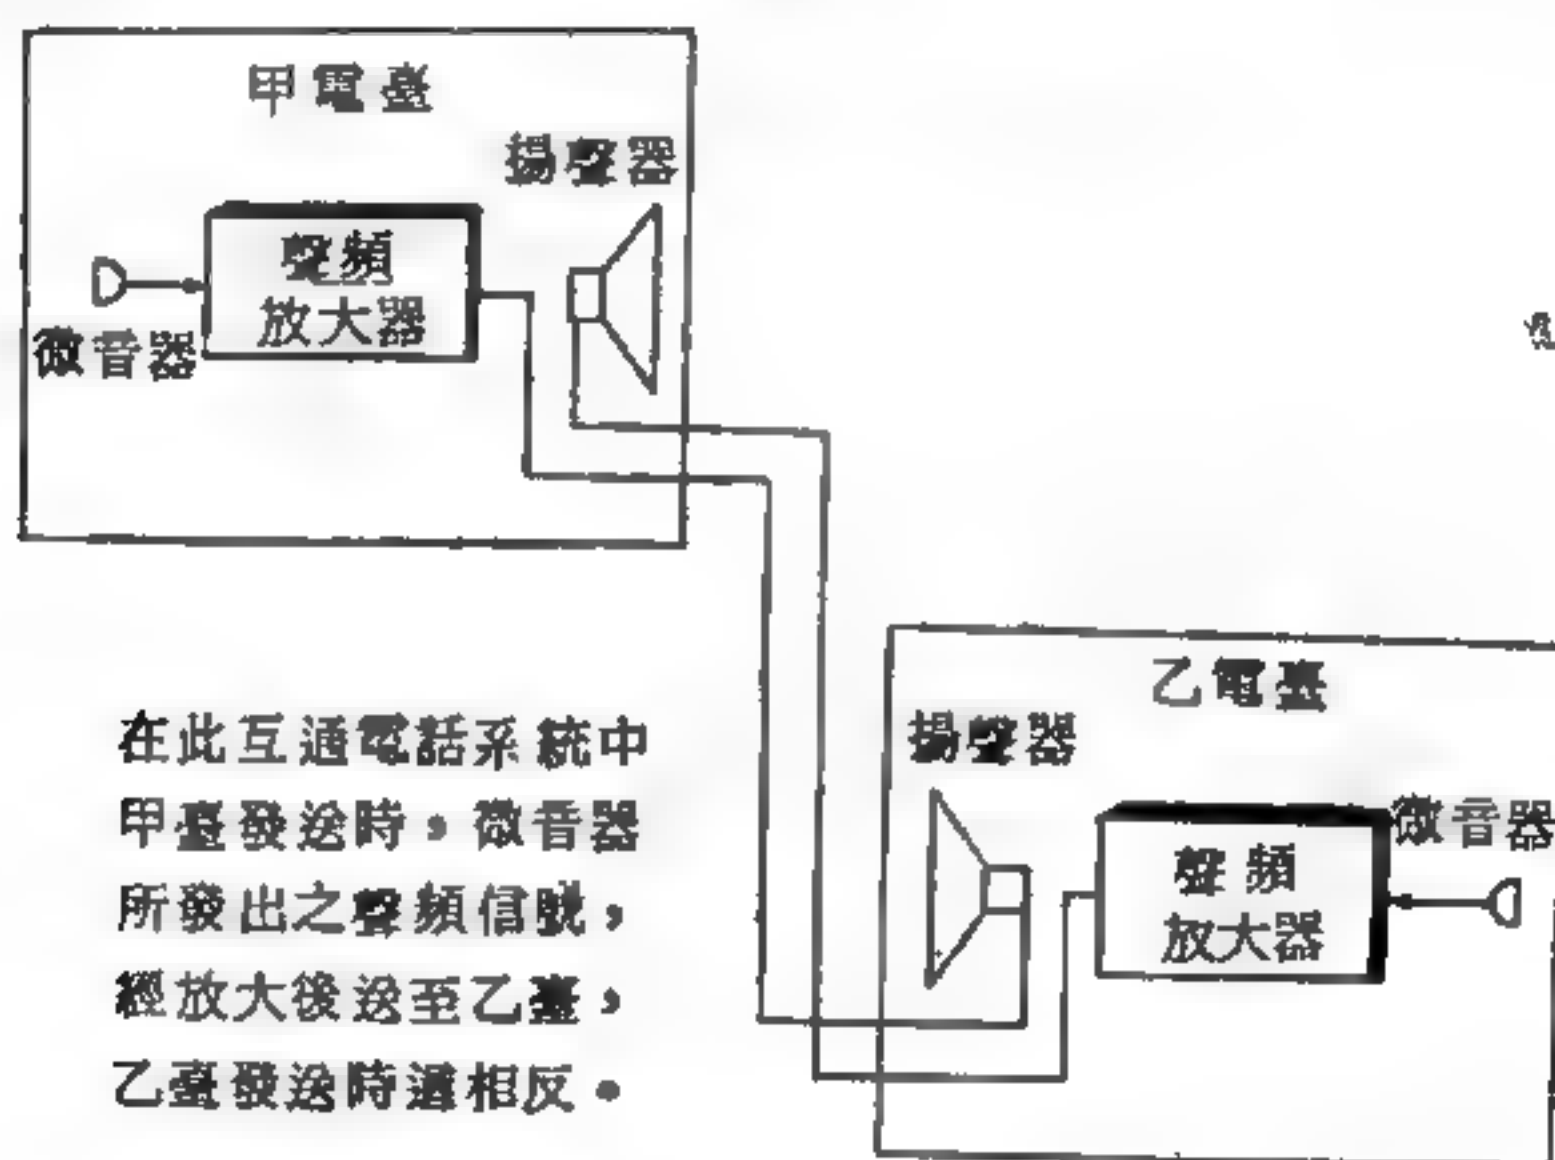 甲電臺
揚聲器
聲頻
放大器
微音器
乙電臺
揚聲器
微音器
聲頻
放大器
在此互通電話系統中
甲臺發送時，微音器
所發出之聲頻信號，
經放大後送至乙臺，
乙臺發送時適相反。